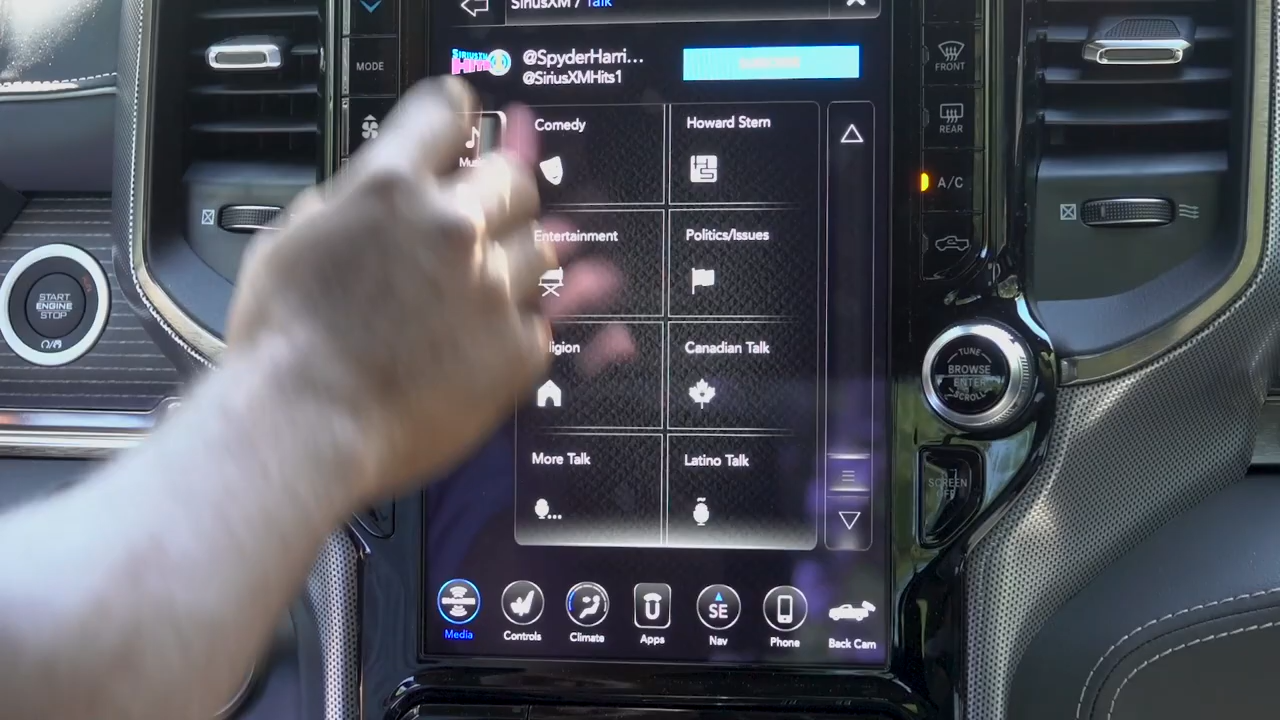 SiriusXM / Talk
MODE
@SpyderHarri...
@SiriusXMHits1
FRONT
REAR
A/C
Comedy
Howard Stern
Entertainment
Politics/Issues
ligion
Canadian Talk
More Talk
Latino Talk
START
ENGINE
STOP
TUNE
BROWSE
ENTER
SCROLL
SCREEN
OFF
SE
Media
Controls
Climate
Apps
Nav
Phone
Back Cam